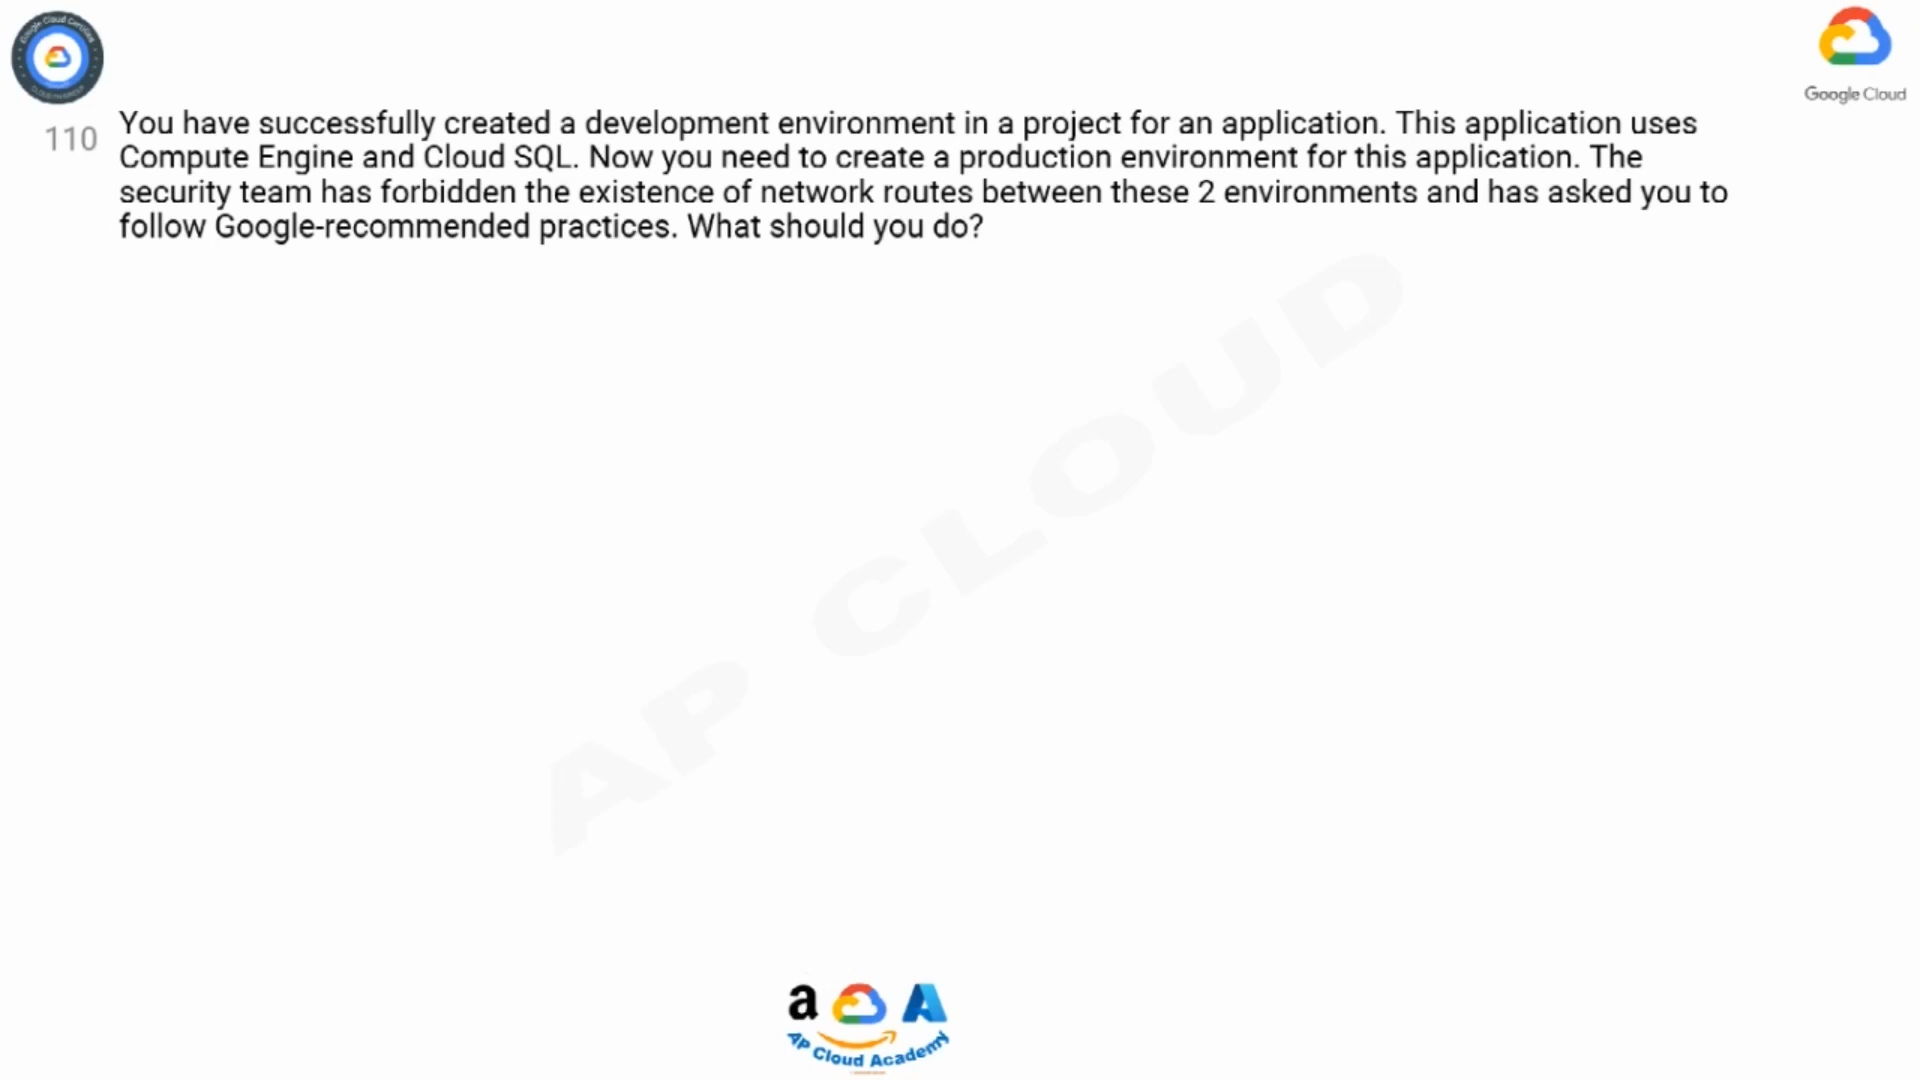 Google Cloud Certified
Google Cloud
110
You have successfully created a development environment in a project for an application. This application uses
Compute Engine and Cloud SQL. Now you need to create a production environment for this application. The
security team has forbidden the existence of network routes between these 2 environments and has asked you to
follow Google-recommended practices. What should you do?
AP CLOUD
a
AP Cloud Academy